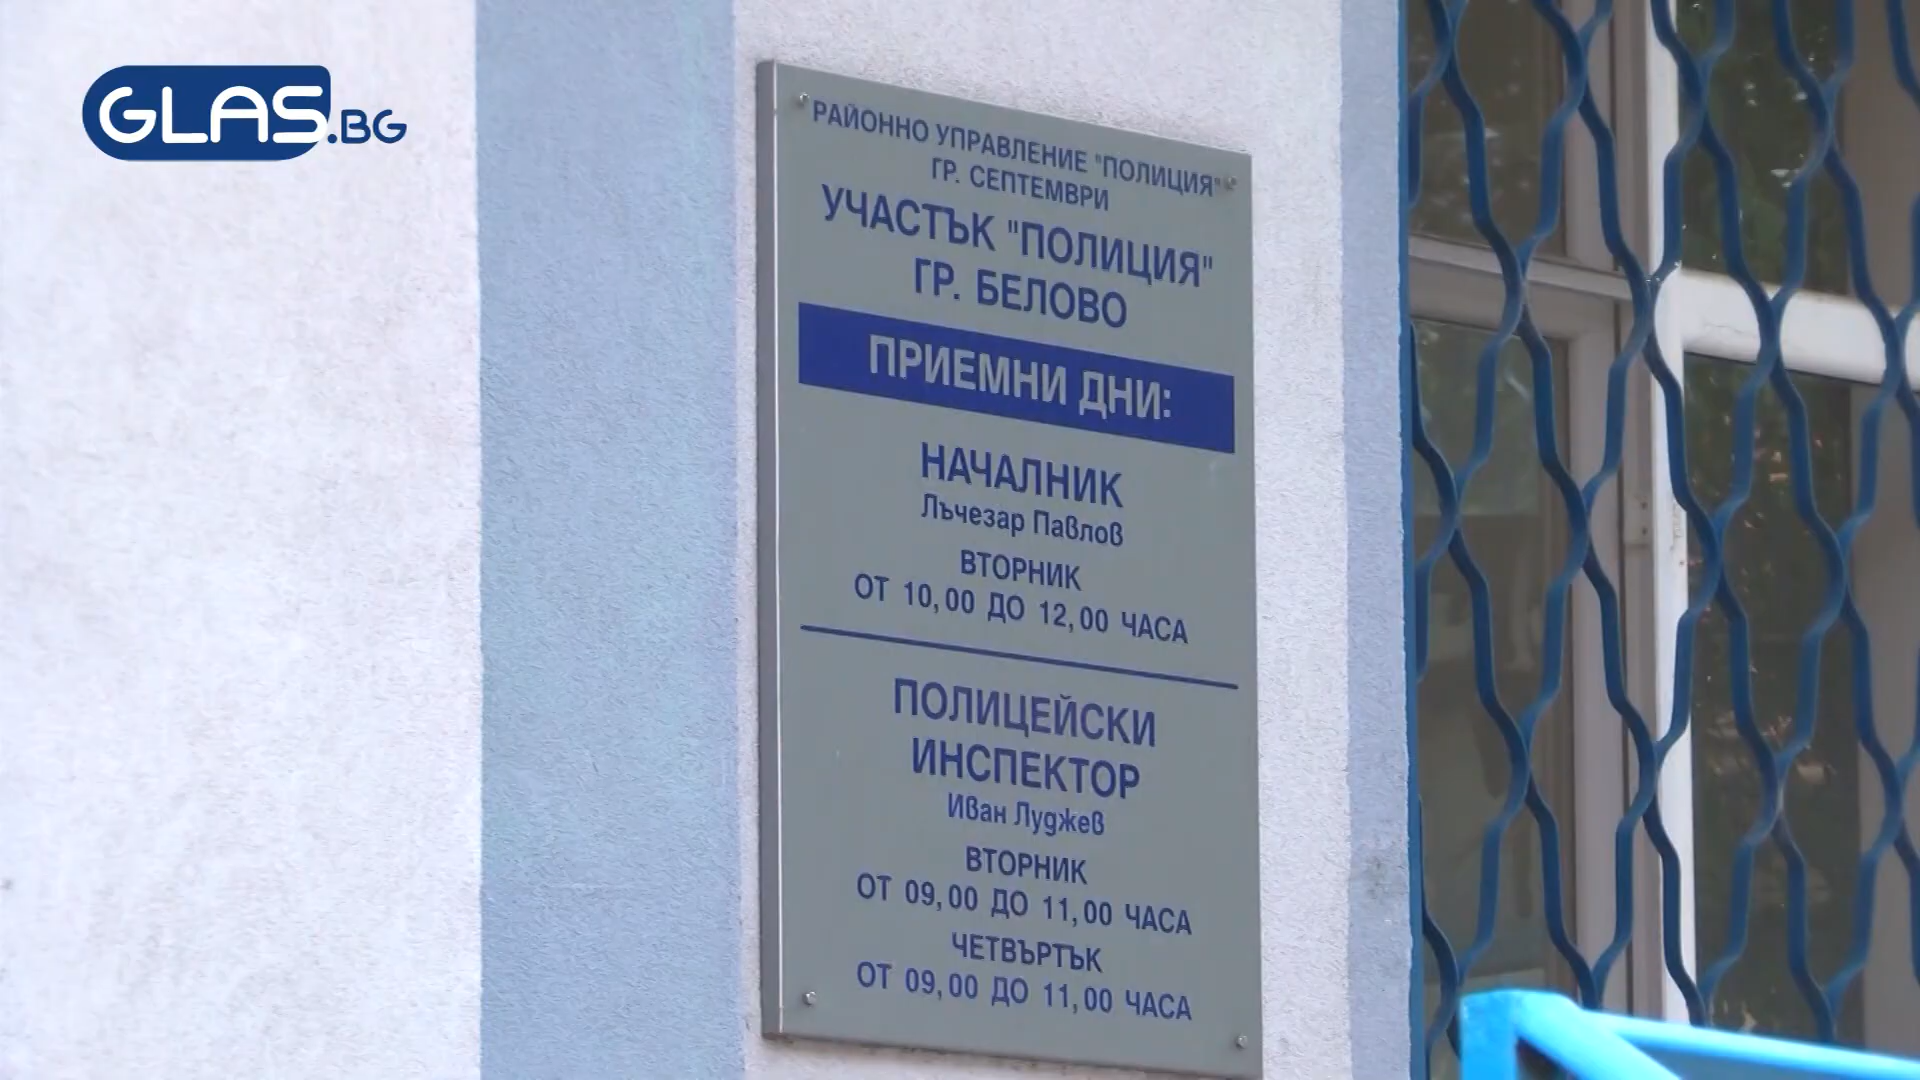 GLAS.BG
РАЙОННО УПРАВЛЕНИЕ "ПОЛИЦИЯ"
ГР. СЕПТЕМВРИ
УЧАСТЪК "ПОЛИЦИЯ"
ГР. БЕЛОВО
ПРИЕМНИ ДНИ:
НАЧАЛНИК
Лъчезар Павлов
ВТОРНИК
ОТ 10,00 ДО 12,00 ЧАСА
ПОЛИЦЕЙСКИ
ИНСПЕКТОР
Иван Луджев
ВТОРНИК
ОТ 09,00 ДО 11,00 ЧАСА
ЧЕТВЪРТЪК
ОТ 09,00 ДО 11,00 ЧАСА